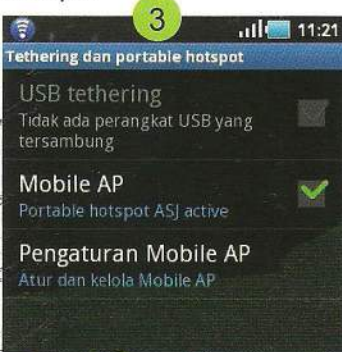 3
11:21
Tethering dan portable hotspot
USB tethering
Tidak ada perangkat USB yang
tersambung
Mobile AP
Portable hotspot ASJ active
Pengaturan Mobile AP
Atur dan kelola Mobile AP